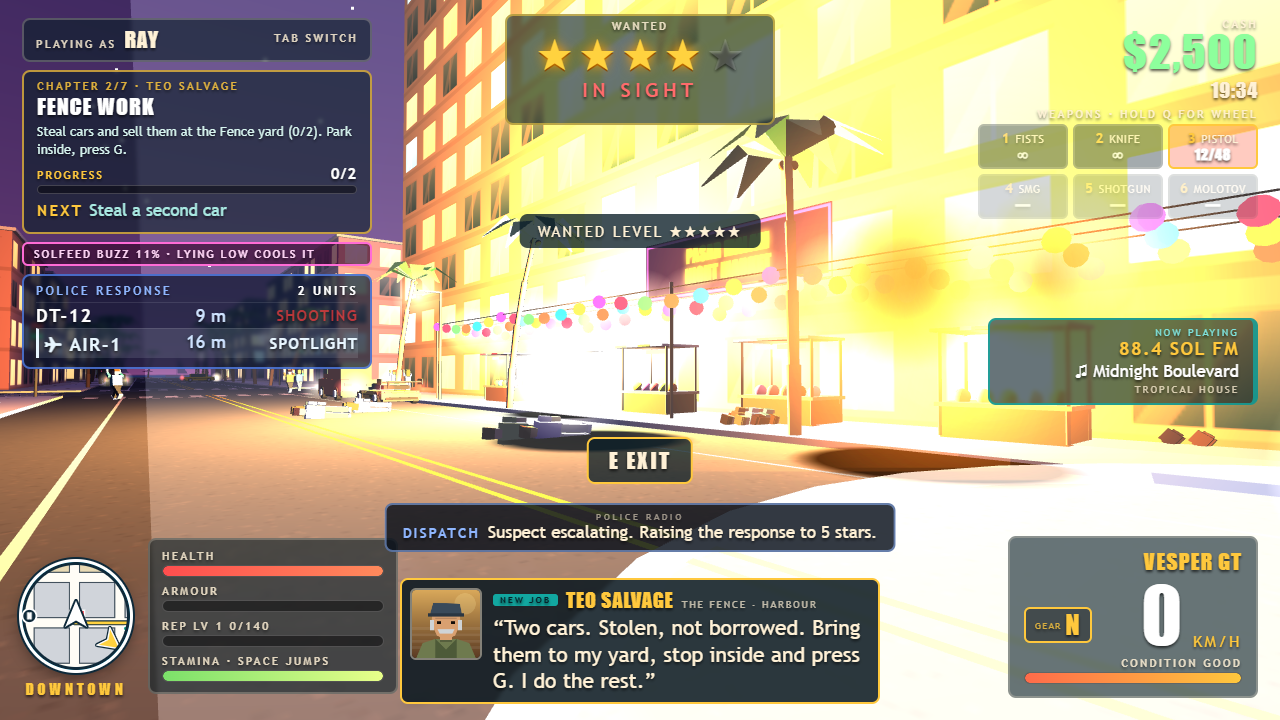 PLAYING AS RAY TAB SWITCH
CHAPTER 2/7 · TEO SALVAGE
FENCE WORK
Steal cars and sell them at the Fence yard (0/2). Park
inside, press G.
PROGRESS 0/2
NEXT Steal a second car
SOLFEED BUZZ 11% · LYING LOW COOLS IT
POLICE RESPONSE 2 UNITS
DT-12 9 m SHOOTING
AIR-1 16 m SPOTLIGHT
WANTED
IN SIGHT
WANTED LEVEL ★★★★★
CASH
$2,500
19:34
WEAPONS · HOLD Q FOR WHEEL
1 FISTS ∞
2 KNIFE ∞
3 PISTOL 12/48
4 SMG —
5 SHOTGUN —
6 MOLOTOV —
NOW PLAYING
88.4 SOL FM
♫ Midnight Boulevard
TROPICAL HOUSE
E EXIT
POLICE RADIO
DISPATCH Suspect escalating. Raising the response to 5 stars.
NEW JOB TEO SALVAGE THE FENCE · HARBOUR
“Two cars. Stolen, not borrowed. Bring
them to my yard, stop inside and press
G. I do the rest.”
HEALTH
ARMOUR
REP LV 1 0/140
STAMINA · SPACE JUMPS
DOWNTOWN
VESPER GT
GEAR N 0 KM/H
CONDITION GOOD